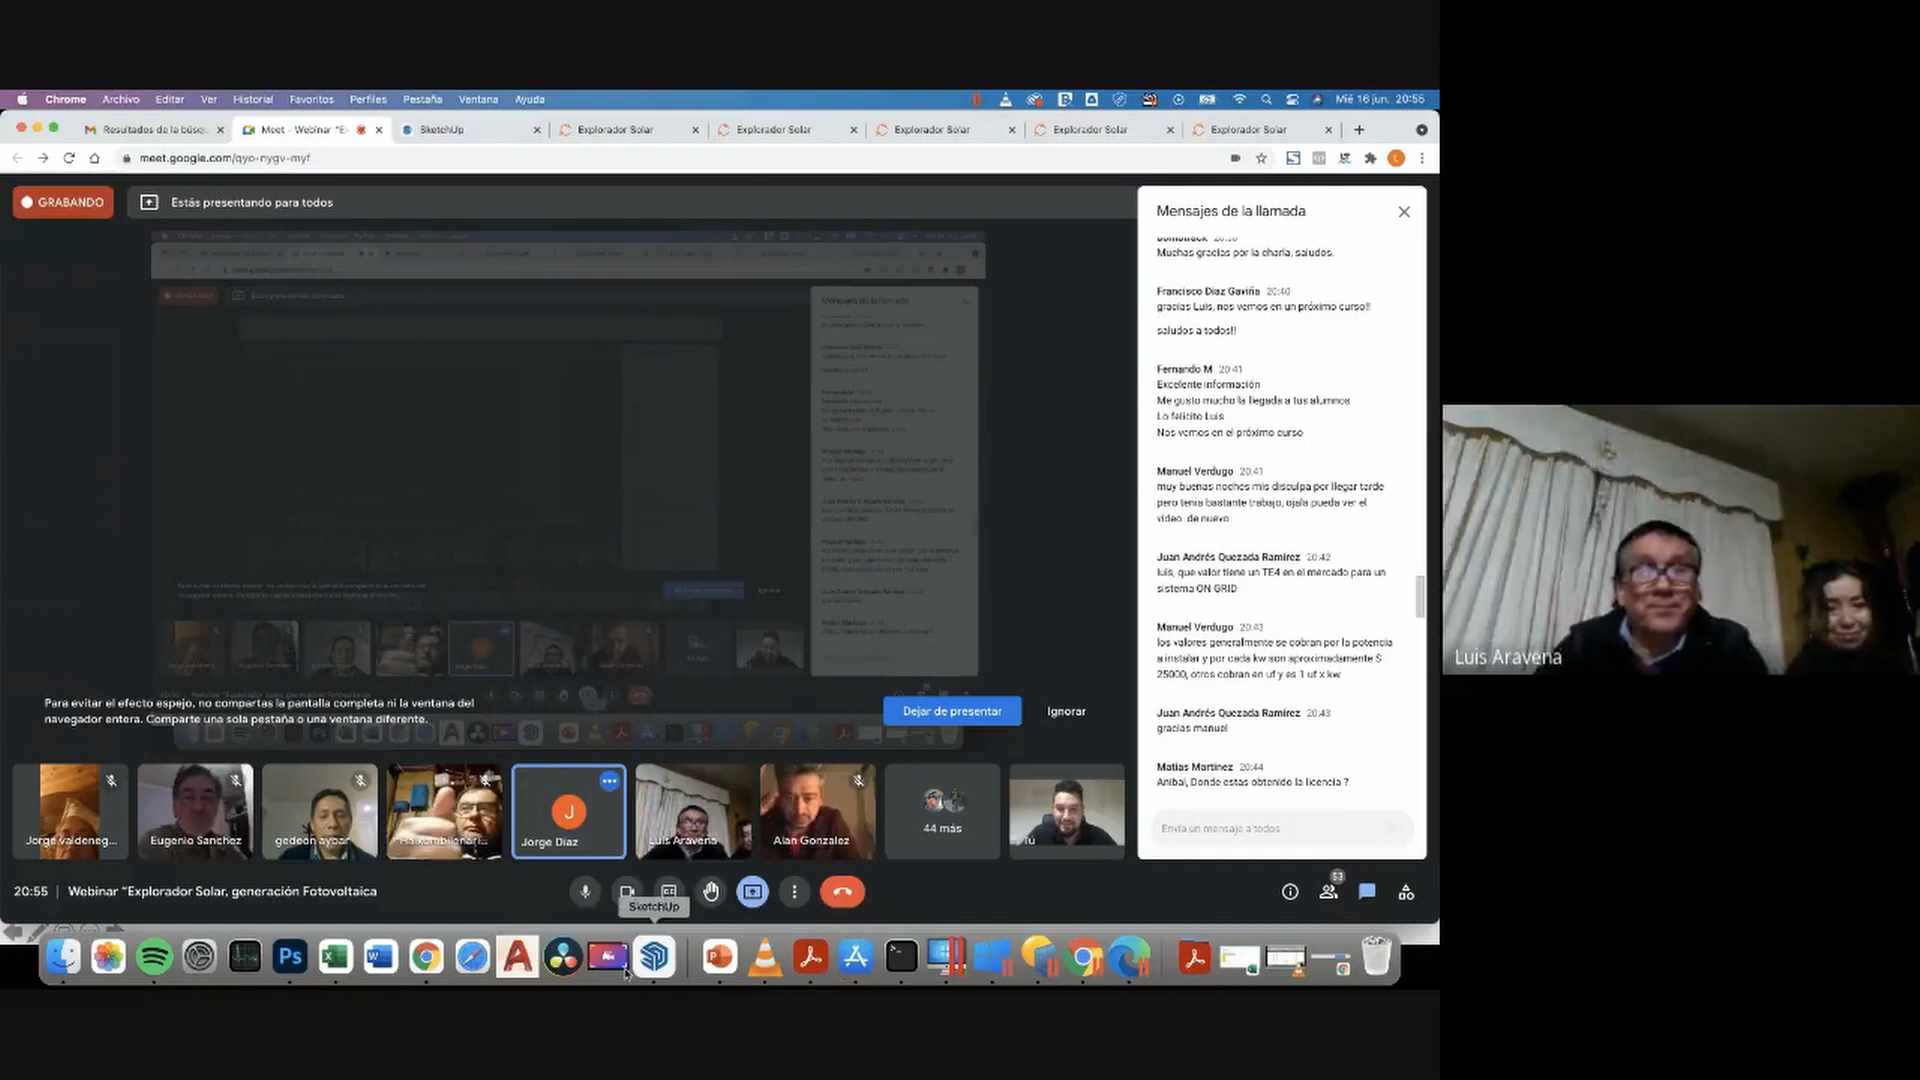 Chrome Archivo Editar Ver Historial Favoritos Perfiles Pestaña Ventana Ayuda
Mié 16 jun. 20:55
Resultados de la búsqu
Meet - Webinar "Ex
SketchUp
Explorador Solar
Explorador Solar
Explorador Solar
Explorador Solar
Explorador Solar
meet.google.com/qyo-nygv-myf
L
GRABANDO
Estás presentando para todos
Mensajes de la llamada
20:40
Muchas gracias por la charla, saludos.
Francisco Diaz Gaviña 20:40
gracias Luis, nos vemos en un próximo curso!!
saludos a todos!!
Fernando M 20:41
Excelente información
Me gusto mucho la llegada a tus alumnos
Lo felicito Luis
Nos vemos en el próximo curso
Manuel Verdugo 20:41
muy buenas noches mis disculpa por llegar tarde
pero tenia bastante trabajo, ojala pueda ver el
video. de nuevo
Juan Andrés Quezada Ramírez 20:42
luis, que valor tiene un TE4 en el mercado para un
sistema ON GRID
Manuel Verdugo 20:43
los valores generalmente se cobran por la potencia
a instalar y por cada kw son aproximadamente $
25000, otros cobran en uf y es 1 uf x kw
Juan Andrés Quezada Ramírez 20:43
gracias manuel
Matias Martinez 20:44
Anibal, Donde estas obtenido la licencia ?
Envía un mensaje a todos
Para evitar el efecto espejo, no compartas la pantalla completa ni la ventana del
navegador entera. Comparte una sola pestaña o una ventana diferente.
Dejar de presentar
Ignorar
Jorge valdeneg...
Eugenio Sanchez
gedeon aybar
J
Jorge Díaz
Luis Aravena
Alan Gonzalez
44 más
Tú
20:55 | Webinar "Explorador Solar, generación Fotovoltaica
SketchUp
53
Luis Aravena